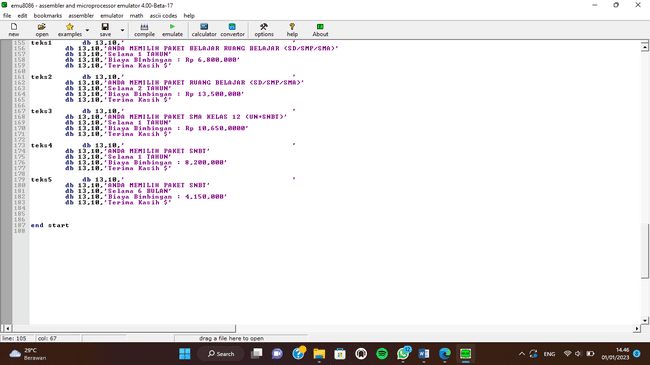 emu8086 - assembler and microprocessor emulator 4.00-Beta-17
file edit bookmarks assembler emulator math ascii codes help
new open examples save compile emulate calculator convertor options help About
155 teks1 db 13,10,' '
156 db 13,10,'ANDA MEMILIH PAKET BELAJAR RUANG BELAJAR (SD/SMP/SMA)'
157 db 13,10,'Selama 1 TAHUN'
158 db 13,10,'Biaya BImbingan : Rp 6,800,000'
159 db 13,10,'Terima Kasih $'
160
161 teks2 db 13,10,' '
162 db 13,10,'ANDA MEMILIH PAKET RUANG BELAJAR (SD/SMP/SMA)'
163 db 13,10,'Selama 2 TAHUN'
164 db 13,10,'Biaya Bimbingan : Rp 13,500,000'
165 db 13,10,'Terima Kasih $'
166
167 teks3 db 13,10,' '
168 db 13,10,'ANDA MEMILIH PAKET SMA KELAS 12 (UN+SNBT)'
169 db 13,10,'Selama 1 TAHUN'
170 db 13,10,'Biaya Bimbingan : Rp 10,650,0000'
171 db 13,10,'Terima Kasih $'
172
173 teks4 db 13,10,' '
174 db 13,10,'ANDA MEMILIH PAKET SNBT'
175 db 13,10,'Selama 1 TAHUN'
176 db 13,10,'Biaya Bimbingan : 8,200,000'
177 db 13,10,'Terima Kasih $'
178
179 teks5 db 13,10,' '
180 db 13,10,'ANDA MEMILIH PAKET SNBT'
181 db 13,10,'Selama 6 BULAN'
182 db 13,10,'Biaya Bimbingan : 4,150,000'
183 db 13,10,'Terima Kasih $'
184
185
186
187 end start
188
line: 105 col: 67 drag a file here to open
29°C
Berawan
Search
ENG
14.46
01/01/2023